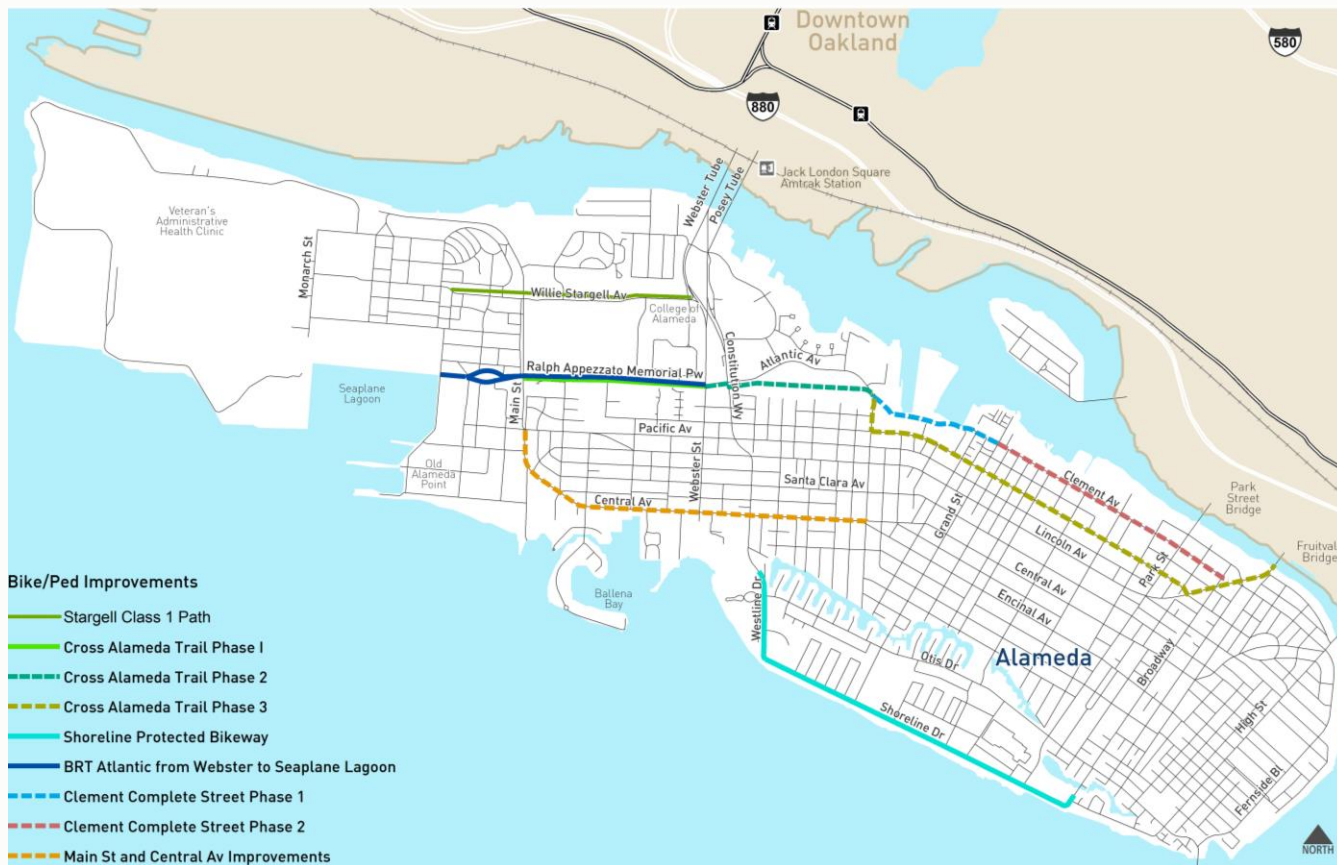 Downtown
Oakland
580
880
Jack London Square
Amtcak Station
Webster Tube
Posey Tube
Veteran's
Administrative
Health Clinic
Monarch St
Willie Stargell Av
College of
Alameda
Constitution Wy
Atlantic Av
Ralph Appezzato Memorial Pw
Seaplane
Lagoon
Main St
Pacific Av
Webster St
Old
Alameda
Point
Central Av
Santa Clara Av
Grand St
Clement Av
Park
Street
Bridge
Fruitval
Bridge
Lincoln Av
Park St
Central Av
Encinal Av
Ballena
Bay
Westline Dr
Otis Dr
Alameda
Broadway
High St
Shoreline Dr
Fernside Bl
NORTH
Bike/Ped Improvements
Stargell Class 1 Path
Cross Alameda Trail Phase I
Cross Alameda Trail Phase 2
Cross Alameda Trail Phase 3
Shoreline Protected Bikeway
BRT Atlantic from Webster to Seaplane Lagoon
Clement Complete Street Phase 1
Clement Complete Street Phase 2
Main St and Central Av Improvements